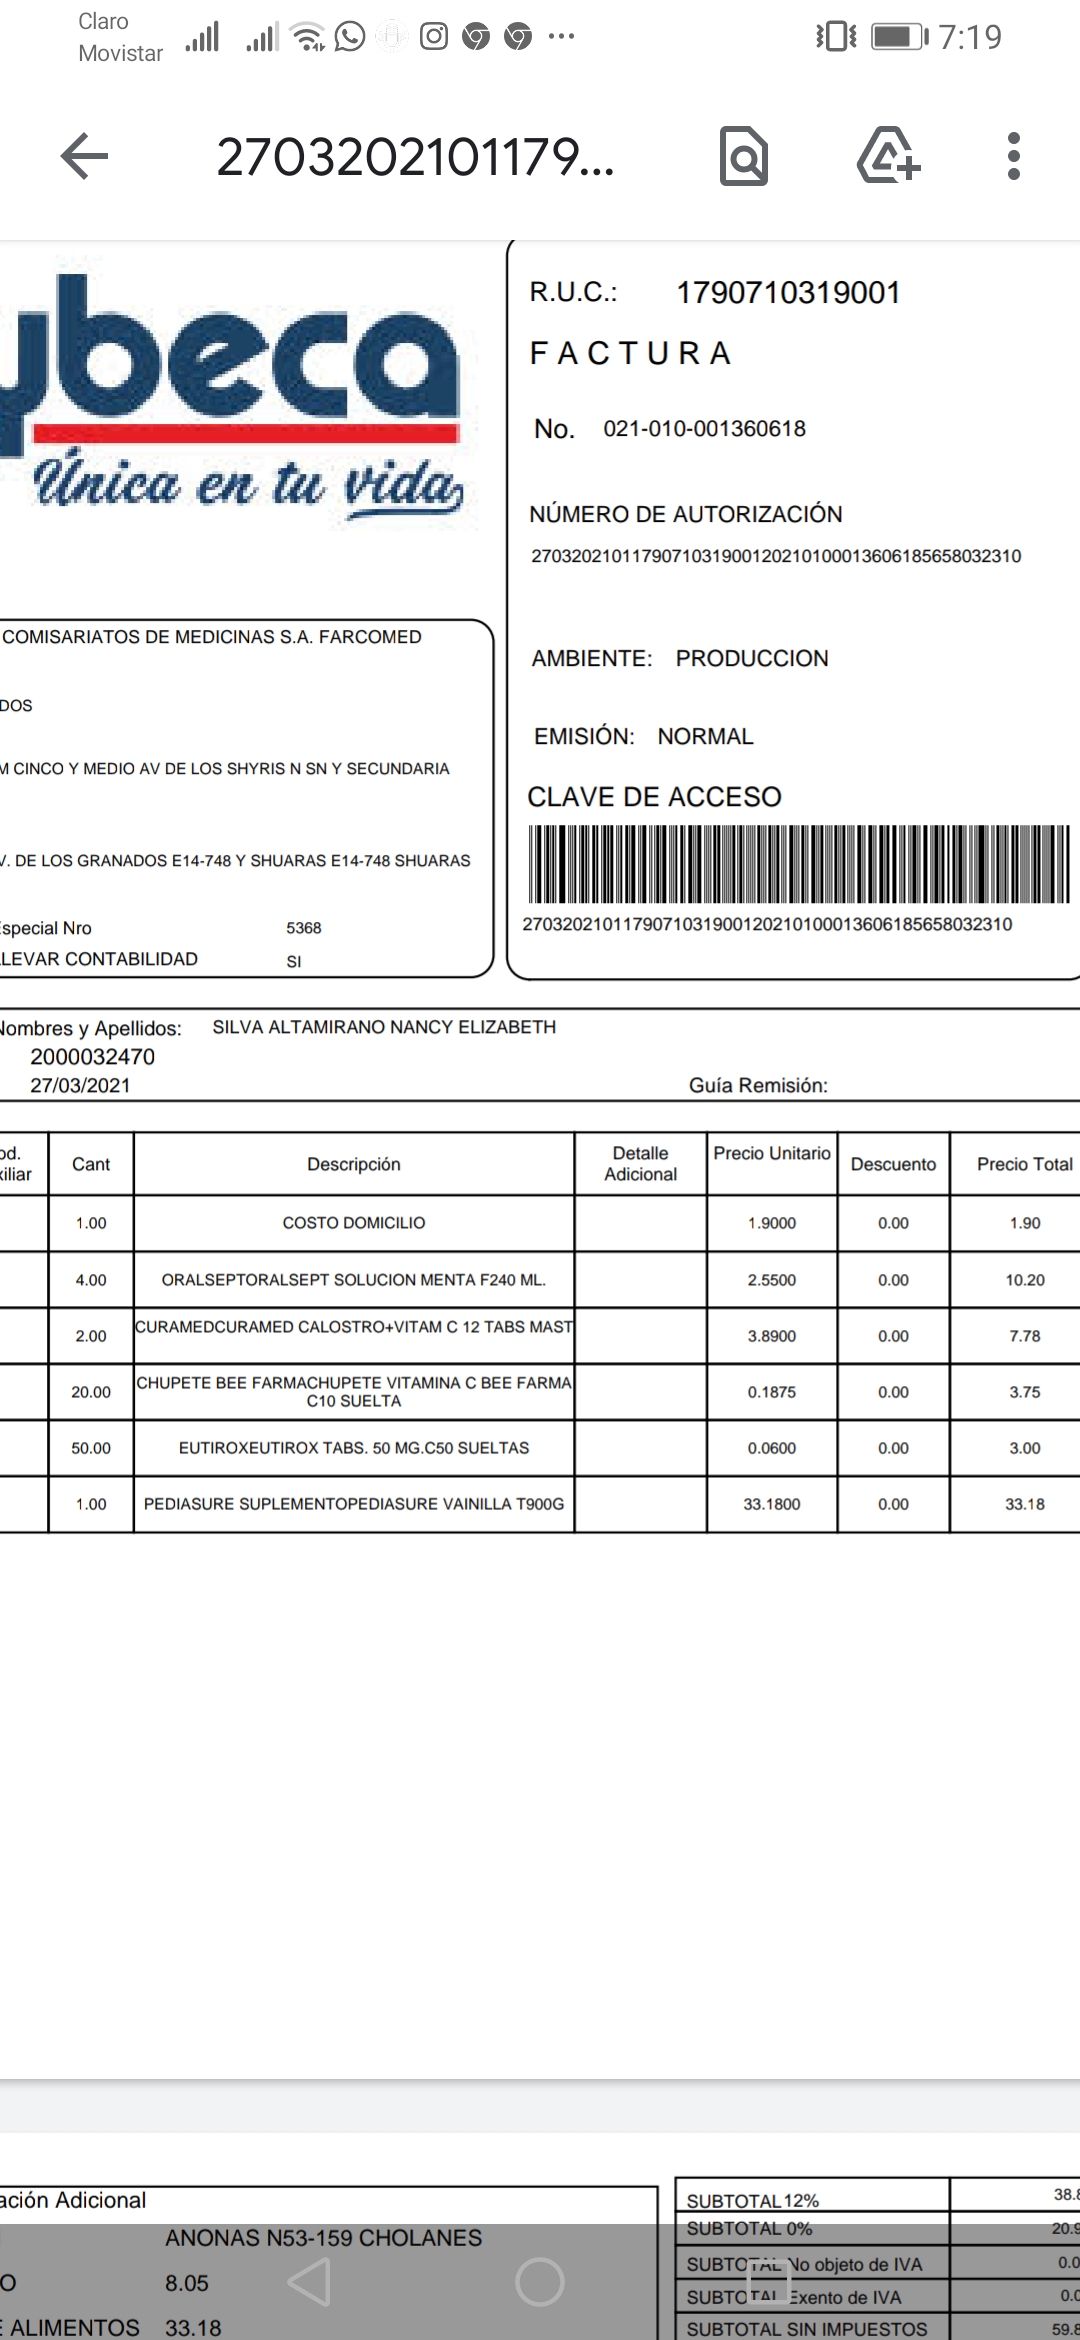 Claro
Movistar
7:19
2703202101179...
ybeca
Única en tu vida
R.U.C.: 1790710319001
FACTURA
No. 021-010-001360618
NÚMERO DE AUTORIZACIÓN
2703202101179071031900120210100013606185658032310
AMBIENTE: PRODUCCION
EMISIÓN: NORMAL
CLAVE DE ACCESO
2703202101179071031900120210100013606185658032310
COMISARIATOS DE MEDICINAS S.A. FARCOMED
DOS
M CINCO Y MEDIO AV DE LOS SHYRIS N SN Y SECUNDARIA
V. DE LOS GRANADOS E14-748 Y SHUARAS E14-748 SHUARAS
Especial Nro 5368
LLEVAR CONTABILIDAD SI
Nombres y Apellidos: SILVA ALTAMIRANO NANCY ELIZABETH
2000032470
27/03/2021
Guía Remisión:
od. xiliar Cant Descripción Detalle Adicional Precio Unitario Descuento Precio Total
1.00 COSTO DOMICILIO 1.9000 0.00 1.90
4.00 ORALSEPTORALSEPT SOLUCION MENTA F240 ML. 2.5500 0.00 10.20
2.00 CURAMEDCURAMED CALOSTRO+VITAM C 12 TABS MAST 3.8900 0.00 7.78
20.00 CHUPETE BEE FARMACHUPETE VITAMINA C BEE FARMA C10 SUELTA 0.1875 0.00 3.75
50.00 EUTIROXEUTIROX TABS. 50 MG.C50 SUELTAS 0.0600 0.00 3.00
1.00 PEDIASURE SUPLEMENTOPEDIASURE VAINILLA T900G 33.1800 0.00 33.18
ación Adicional
ANONAS N53-159 CHOLANES
O 8.05
E ALIMENTOS 33.18
SUBTOTAL 12% 38.8
SUBTOTAL 0% 20.9
SUBTOTAL No objeto de IVA 0.0
SUBTOTAL Exento de IVA 0.0
SUBTOTAL SIN IMPUESTOS 59.8